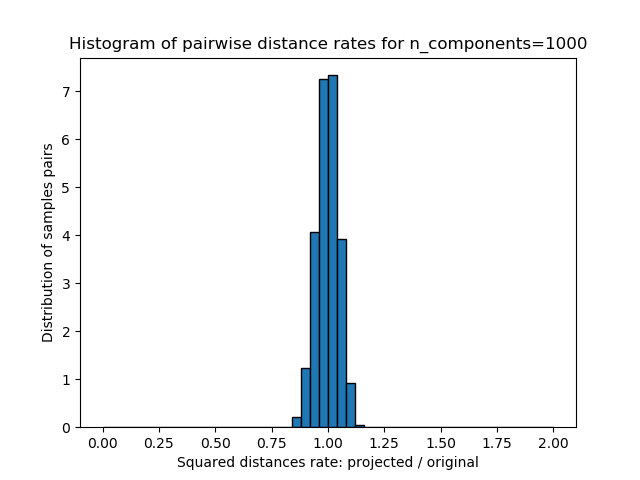 Histogram of pairwise distance rates for n_components=1000
Distribution of samples pairs
7
6
5
4
3
2
1
0
0.00 0.25 0.50 0.75 1.00 1.25 1.50 1.75 2.00
Squared distances rate: projected / original